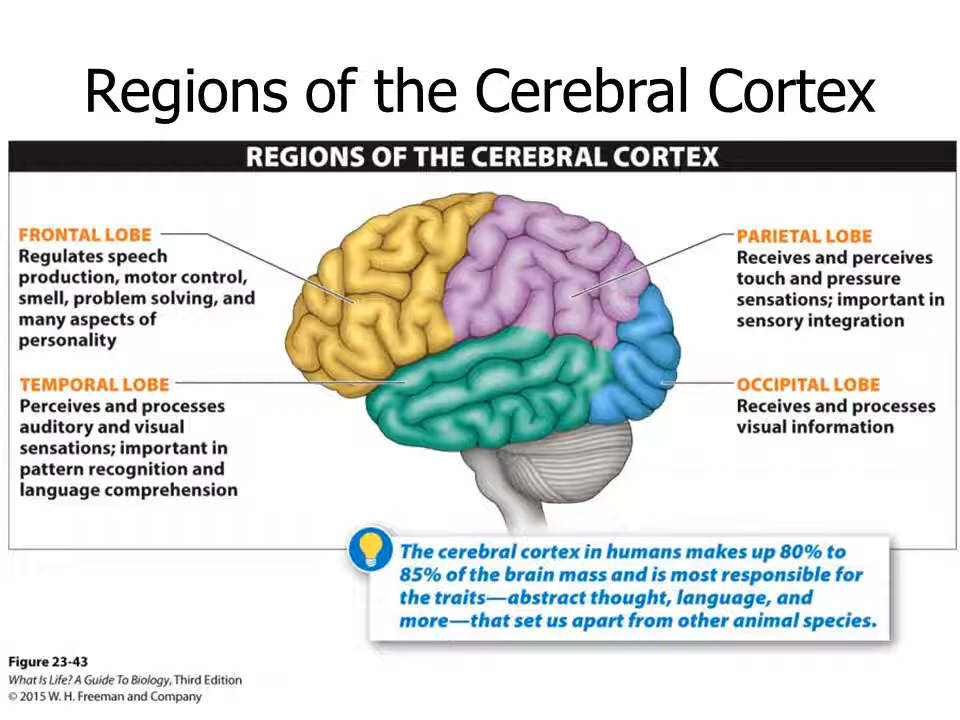 Regions of the Cerebral Cortex
REGIONS OF THE CEREBRAL CORTEX
FRONTAL LOBE
Regulates speech
production, motor control,
smell, problem solving, and
many aspects of
personality
TEMPORAL LOBE
Perceives and processes
auditory and visual
sensations; important in
pattern recognition and
language comprehension
PARIETAL LOBE
Receives and perceives
touch and pressure
sensations; important in
sensory integration
OCCIPITAL LOBE
Receives and processes
visual information
The cerebral cortex in humans makes up 80% to
85% of the brain mass and is most responsible for
the traits—abstract thought, language, and
more—that set us apart from other animal species.
Figure 23-43
What Is Life? A Guide To Biology, Third Edition
© 2015 W. H. Freeman and Company